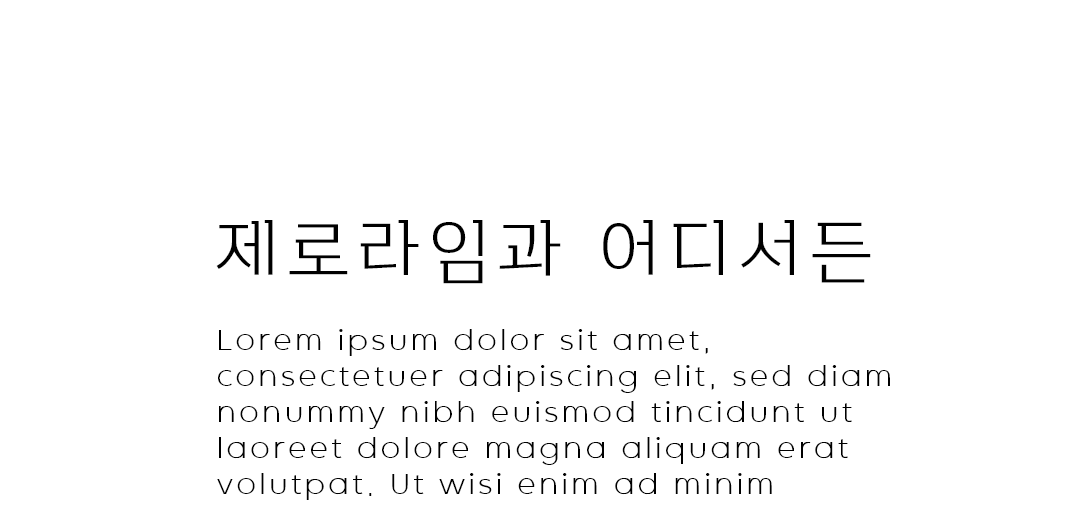 제로라임과 어디서든
Lorem ipsum dolor sit amet,
consectetuer adipiscing elit, sed diam
nonummy nibh euismod tincidunt ut
laoreet dolore magna aliquam erat
volutpat. Ut wisi enim ad minim